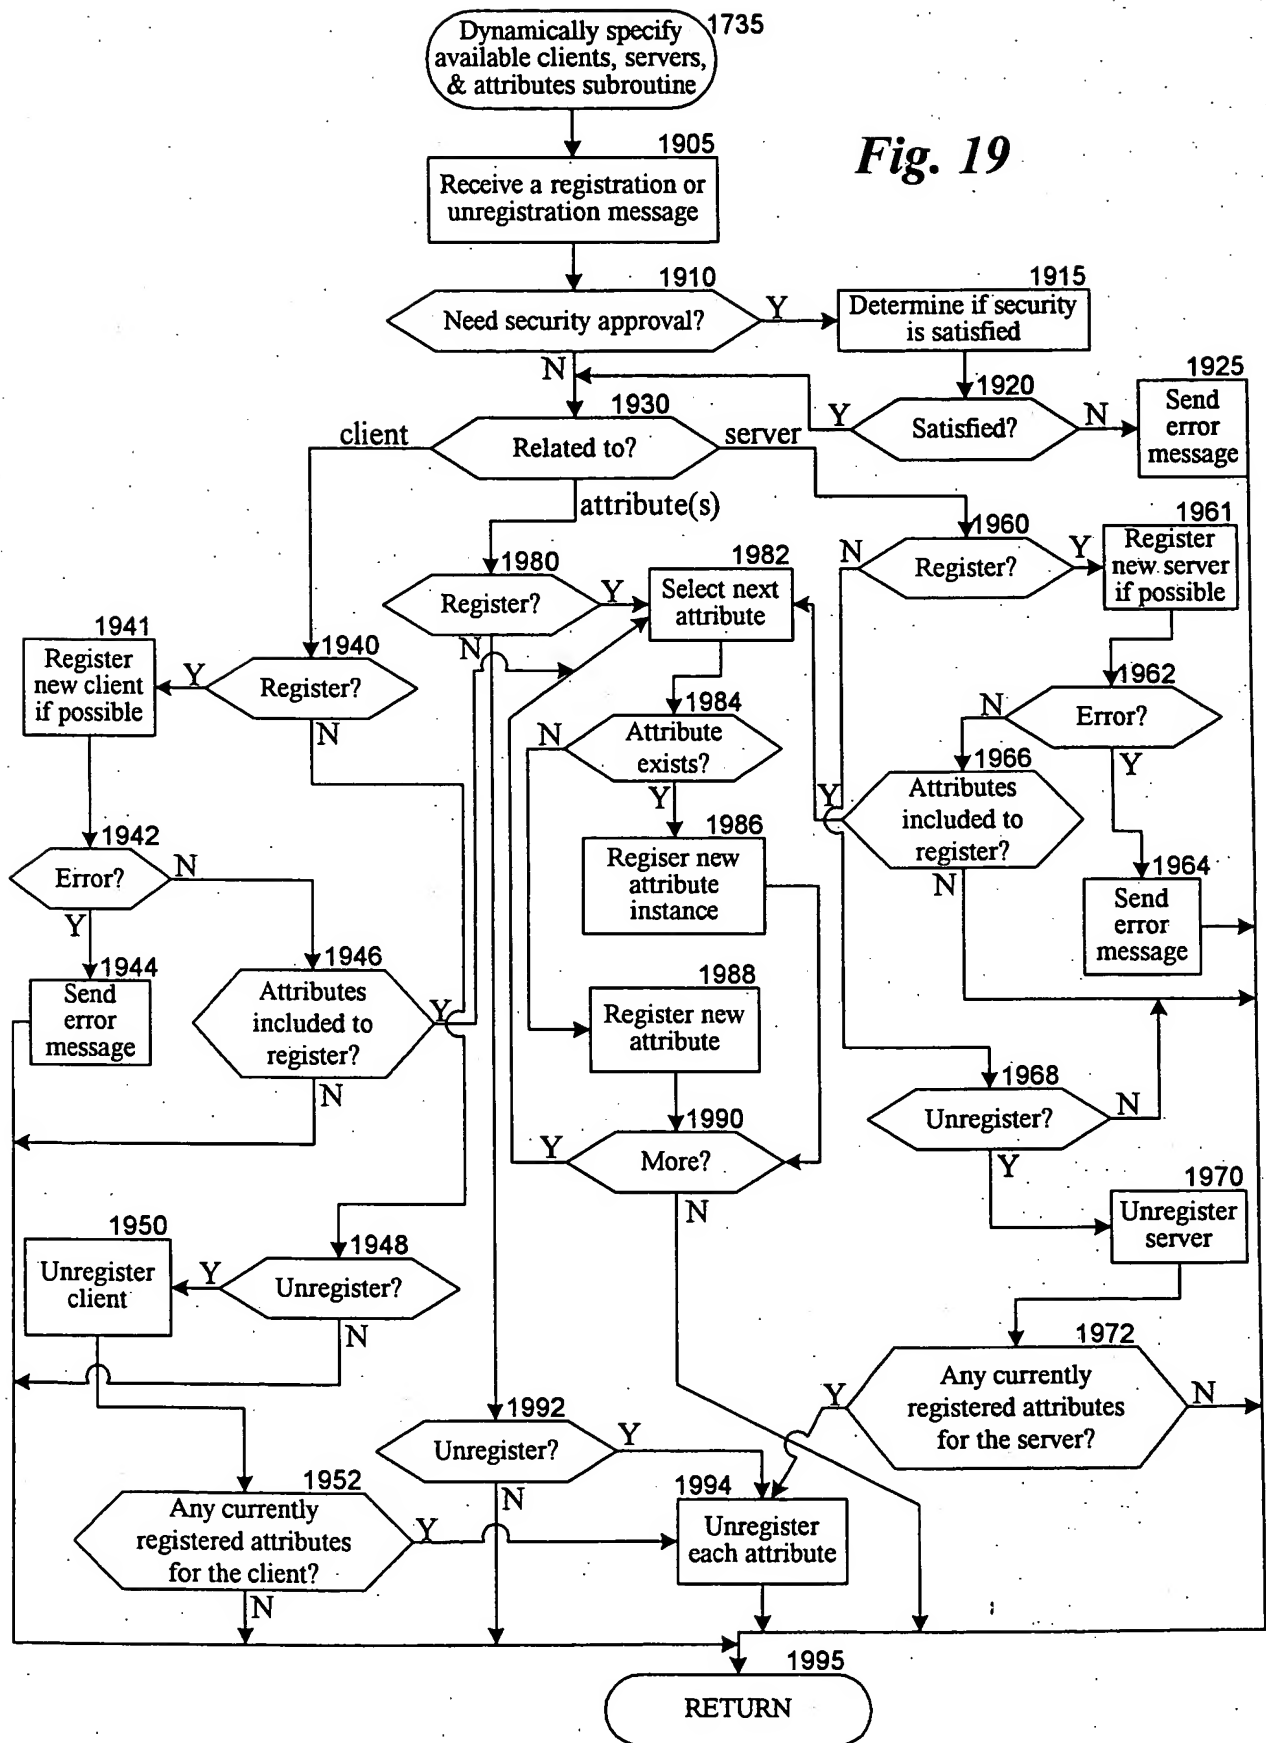 Dynamically specify
available clients, servers,
& attributes subroutine
1735
Fig. 19
1905
Receive a registration or
unregistration message
1910
Need security approval?
Y
N
1915
Determine if security
is satisfied
1920
Satisfied?
Y
N
1925
Send
error
message
1930
Related to?
client
server
attribute(s)
1960
Register?
N
Y
1961
Register
new server
if possible
1980
Register?
Y
N
1982
Select next
attribute
1941
Register
new client
if possible
1940
Register?
Y
N
1962
Error?
N
Y
1984
Attribute
exists?
N
Y
1966
Attributes
included to
register?
Y
N
1986
Regiser new
attribute
instance
1942
Error?
N
Y
1964
Send
error
message
1944
Send
error
message
1946
Attributes
included to
register?
Y
N
1988
Register new
attribute
1968
Unregister?
N
Y
1990
More?
Y
N
1970
Unregister
server
1950
Unregister
client
1948
Unregister?
Y
N
1972
Any currently
registered attributes
for the server?
Y
N
1992
Unregister?
Y
N
1952
Any currently
registered attributes
for the client?
Y
N
1994
Unregister
each attribute
1995
RETURN